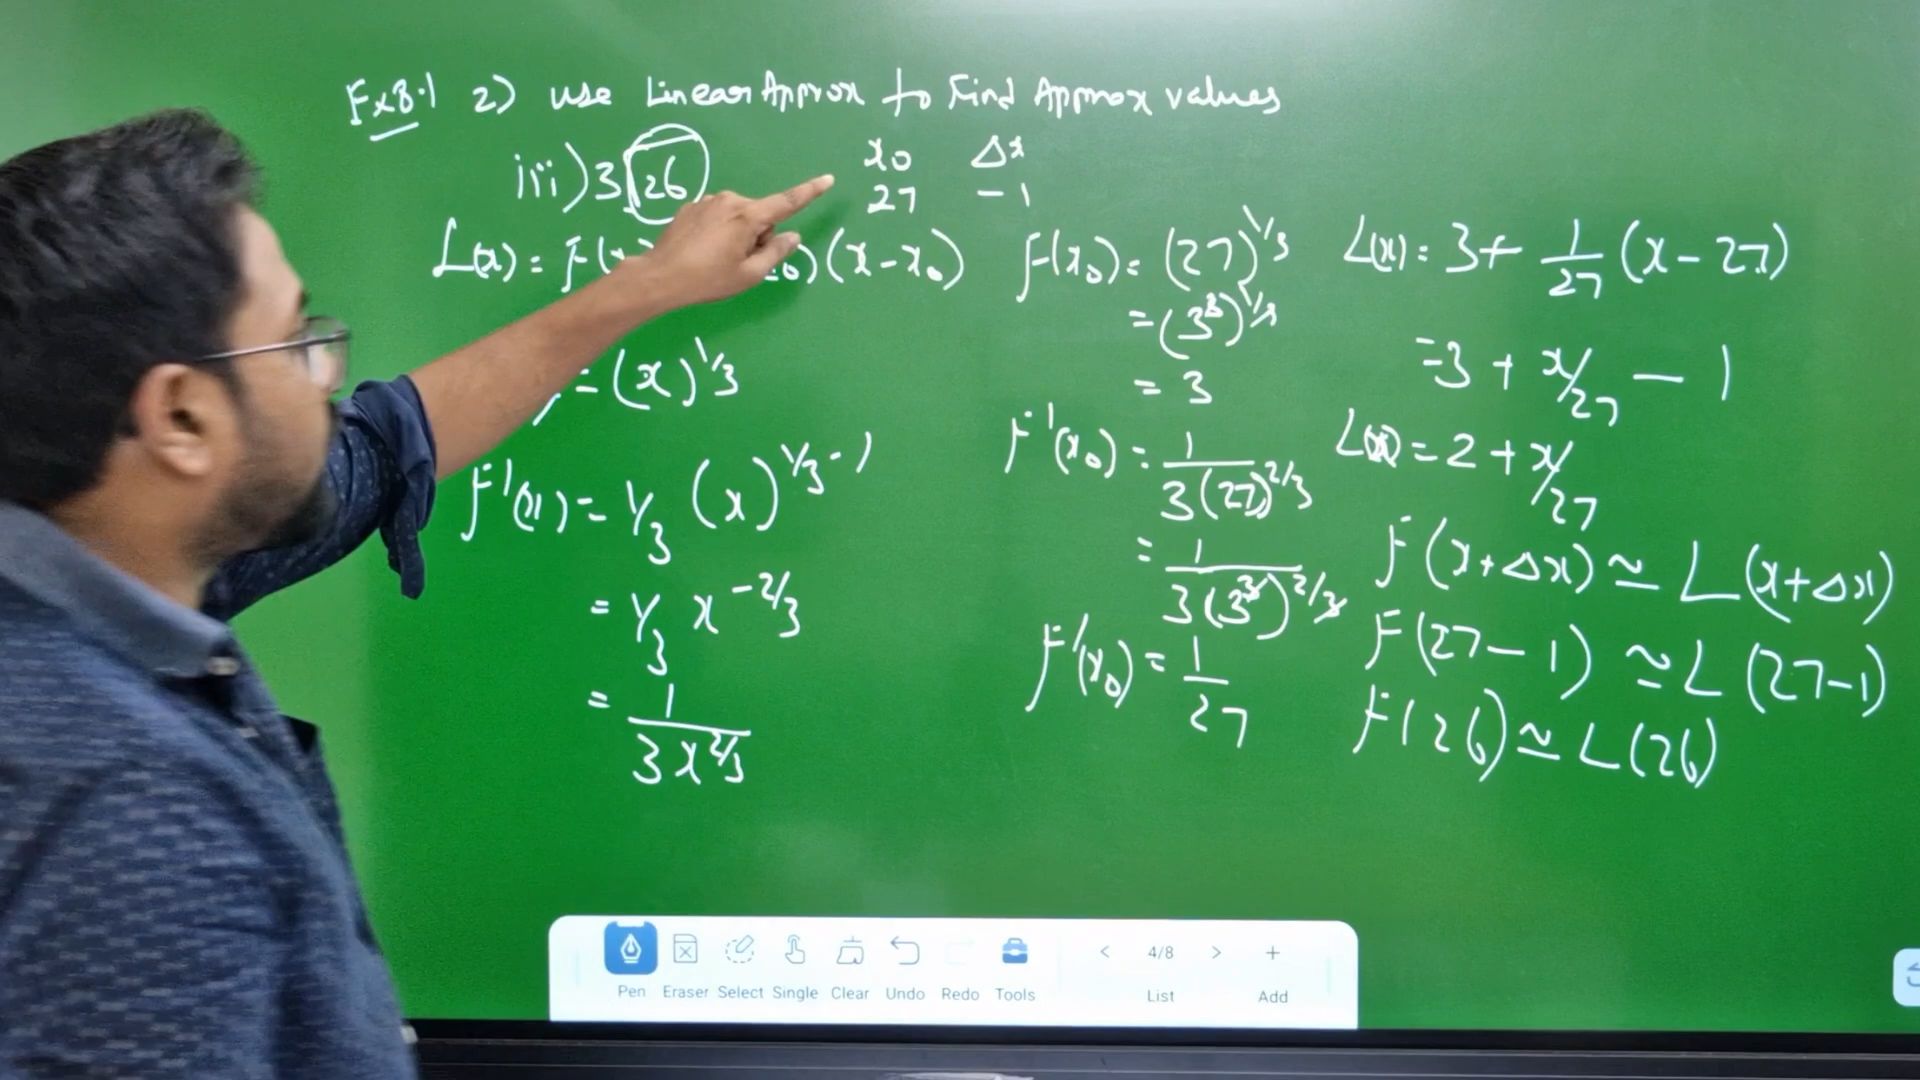 Ex8.1 2) use Linear Approx to Find Approx values
iii) 3√26
x0 Δx
27 -1
L(x) = f(x (x-x0)
= (x)^1/3
F'(x) = 1/3 (x)^1/3-1
= 1/3 x^-2/3
= 1/3x^2/3
F(x0) = (27)^1/3
= (3^3)^1/3
= 3
F'(x0) = 1/3(27)^2/3
= 1/3(3^3)^2/3
F'(x0) = 1/27
L(x) = 3+ 1/27 (x-27)
=3 + x/27 - 1
L(x) = 2 + x/27
F(x+Δx) ≃ L(x+Δx)
F(27-1) ≃ L(27-1)
F(26) ≃ L(26)
Pen Eraser Select Single Clear Undo Redo Tools < 4/8 > List + Add